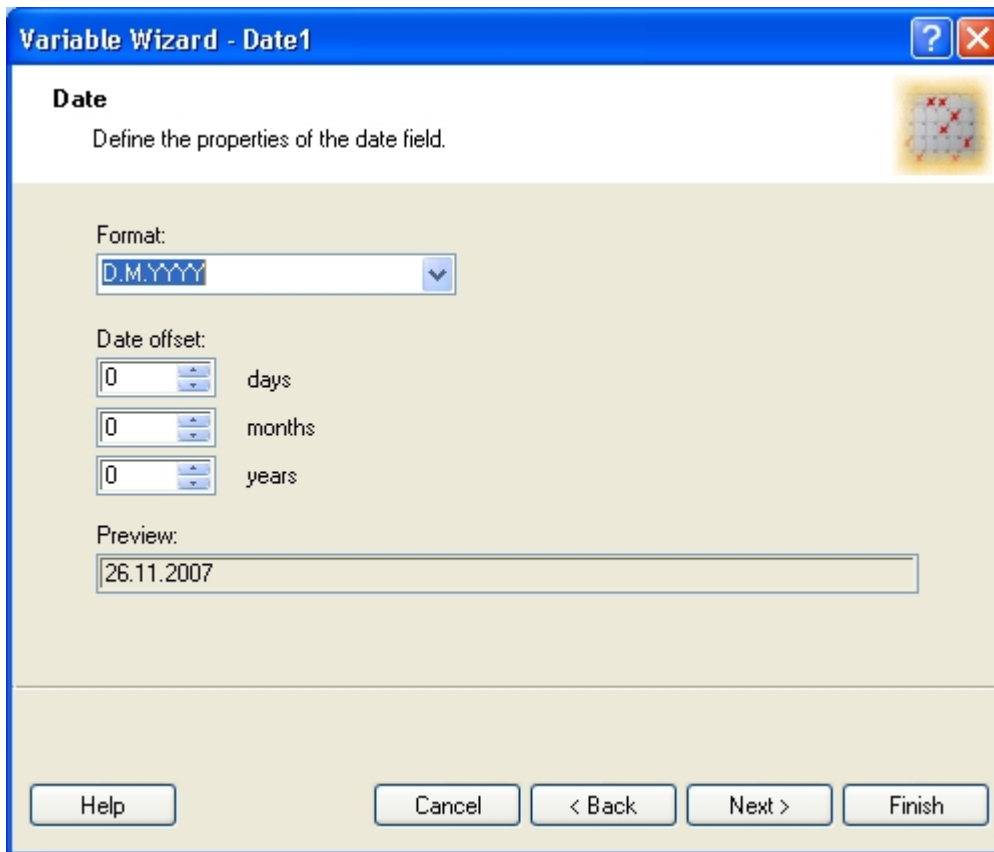 Variable Wizard - Date1
Date
Define the properties of the date field.
Format:
D.M.YYYY
Date offset:
0 days
0 months
0 years
Preview:
26.11.2007
Help Cancel < Back Next > Finish